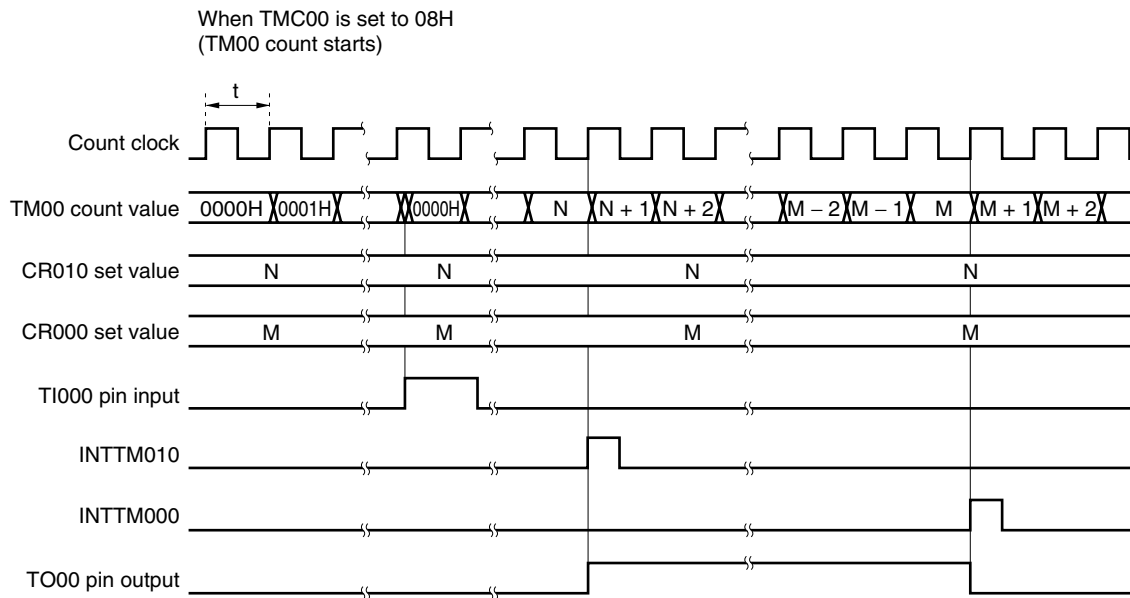 When TMC00 is set to 08H
(TM00 count starts)
t
Count clock
TM00 count value 0000H 0001H 0000H N N + 1 N + 2 M − 2 M − 1 M M + 1 M + 2
CR010 set value N N N N
CR000 set value M M M M
TI000 pin input
INTTM010
INTTM000
TO00 pin output